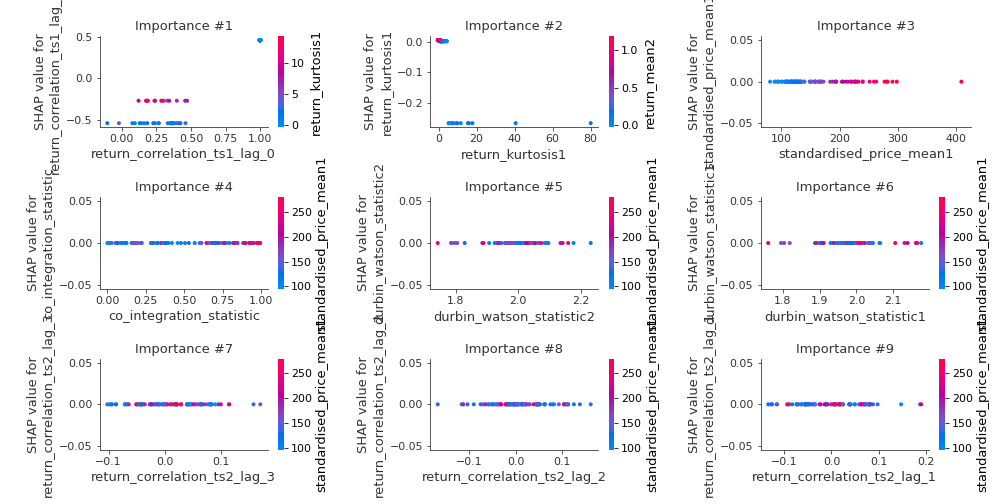 Importance #1
SHAP value for
return_correlation_ts1_lag_
0.5
0.0
−0.5
0.00
0.25
0.50
0.75
1.00
return_correlation_ts1_lag_0
10
5
0
return_kurtosis1
Importance #2
SHAP value for
return_kurtosis1
0.0
−0.1
−0.2
0
20
40
60
80
return_kurtosis1
1.0
0.5
0.0
return_mean2
Importance #3
SHAP value for
standardised_price_mean1
0.05
0.00
−0.05
100
200
300
400
standardised_price_mean1
Importance #4
SHAP value for
co_integration_statistic
0.05
0.00
−0.05
0.00
0.25
0.50
0.75
1.00
co_integration_statistic
250
200
150
100
standardised_price_mean1
Importance #5
SHAP value for
durbin_watson_statistic2
0.05
0.00
−0.05
1.8
2.0
2.2
durbin_watson_statistic2
250
200
150
100
standardised_price_mean1
Importance #6
SHAP value for
durbin_watson_statistic1
0.05
0.00
−0.05
1.8
1.9
2.0
2.1
durbin_watson_statistic1
250
200
150
100
standardised_price_mean1
Importance #7
SHAP value for
return_correlation_ts2_lag_3
0.05
0.00
−0.05
−0.1
0.0
0.1
return_correlation_ts2_lag_3
250
200
150
100
standardised_price_mean1
Importance #8
SHAP value for
return_correlation_ts2_lag_2
0.05
0.00
−0.05
−0.1
0.0
0.1
return_correlation_ts2_lag_2
250
200
150
100
standardised_price_mean1
Importance #9
SHAP value for
return_correlation_ts2_lag_1
0.05
0.00
−0.05
−0.1
0.0
0.1
0.2
return_correlation_ts2_lag_1
250
200
150
100
standardised_price_mean1